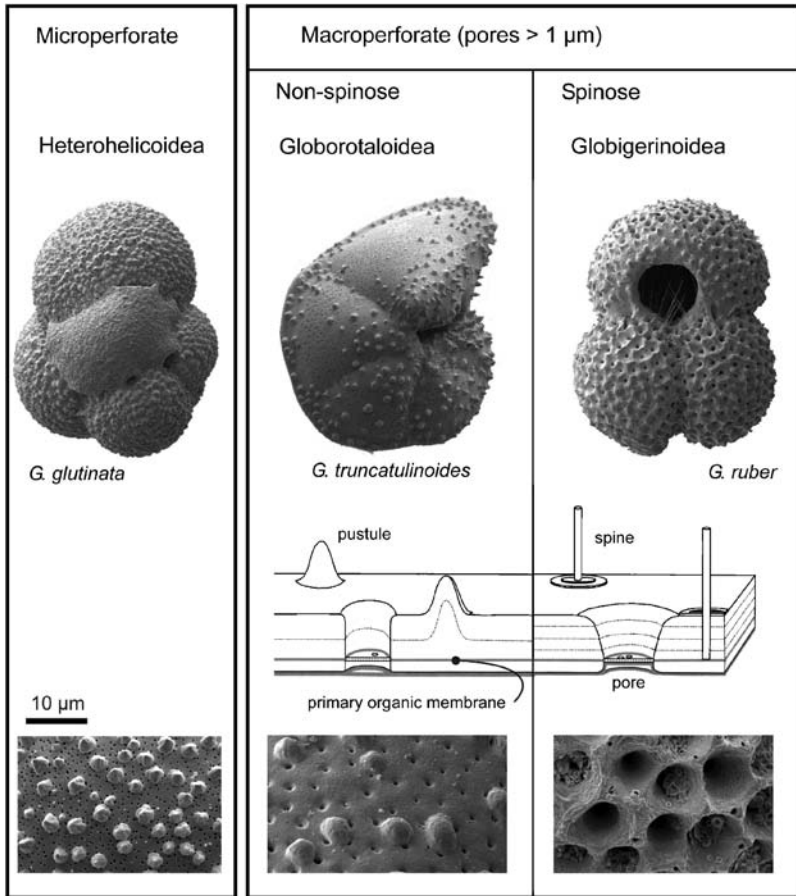 Microperforate
Macroperforate (pores > 1 µm)
Non-spinose
Spinose
Heterohelicoidea
Globorotaloidea
Globigerinoidea
G. glutinata
G. truncatulinoides
G. ruber
pustule
spine
primary organic membrane
pore
10 µm